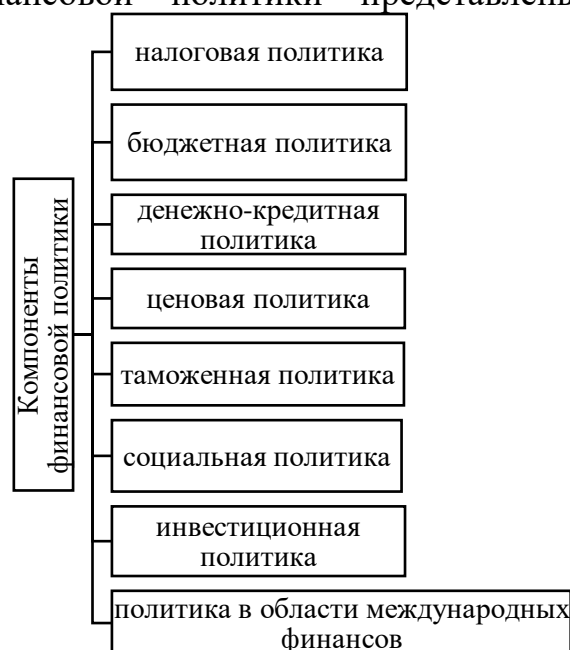 политики
налоговая политика
бюджетная политика
денежно-кредитная
политика
ценовая политика
Компоненты
финансовой политики
таможенная политика
социальная политика
инвестиционная
политика
политика в области международных
финансов